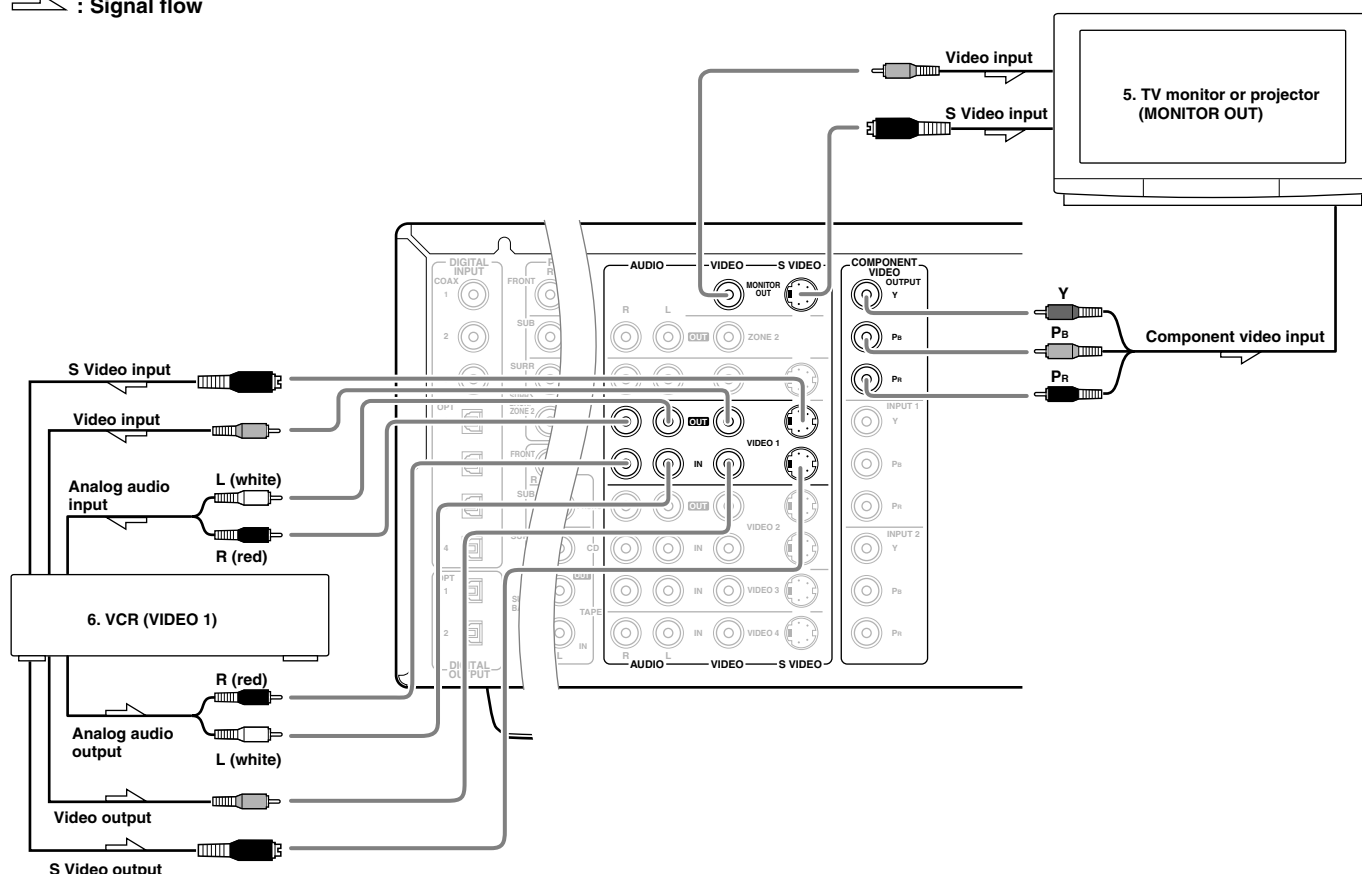 : Signal flow
Video input
S Video input
5. TV monitor or projector
(MONITOR OUT)
DIGITAL
INPUT
COAX
1
2
OPT
4
OPT
1
2
DIGITAL
OUTPUT
FRONT
SUB
SURR
ZONE 2
FRONT
SUB
CD
OUT
TAPE
IN
L
AUDIO
VIDEO
S VIDEO
MONITOR
OUT
R
L
OUT
ZONE 2
OUT
VIDEO 1
IN
OUT
VIDEO 2
IN
IN
VIDEO 3
IN
VIDEO 4
R
L
AUDIO
VIDEO
S VIDEO
COMPONENT
VIDEO
OUTPUT
Y
PB
PR
INPUT 1
Y
PB
PR
INPUT 2
Y
PB
PR
Y
PB
PR
Component video input
S Video input
Video input
Analog audio
input
L (white)
R (red)
6. VCR (VIDEO 1)
R (red)
Analog audio
output
L (white)
Video output
S Video output